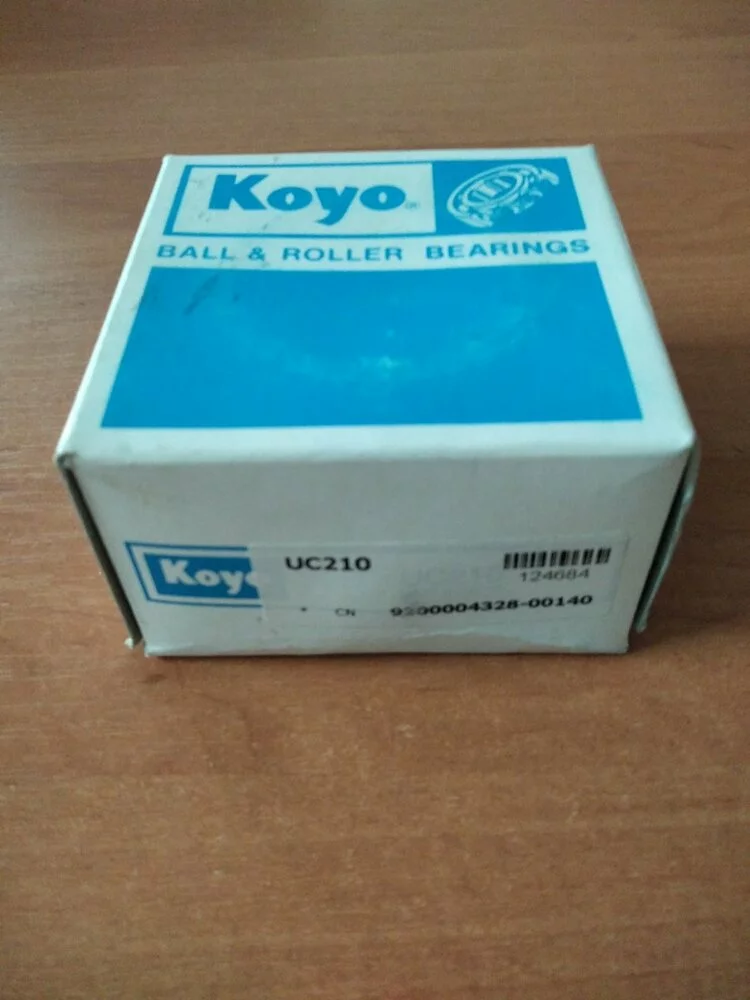 Koyo®
BALL & ROLLER BEARINGS
Koyo
UC210
124684
* CN 9300004328-00140